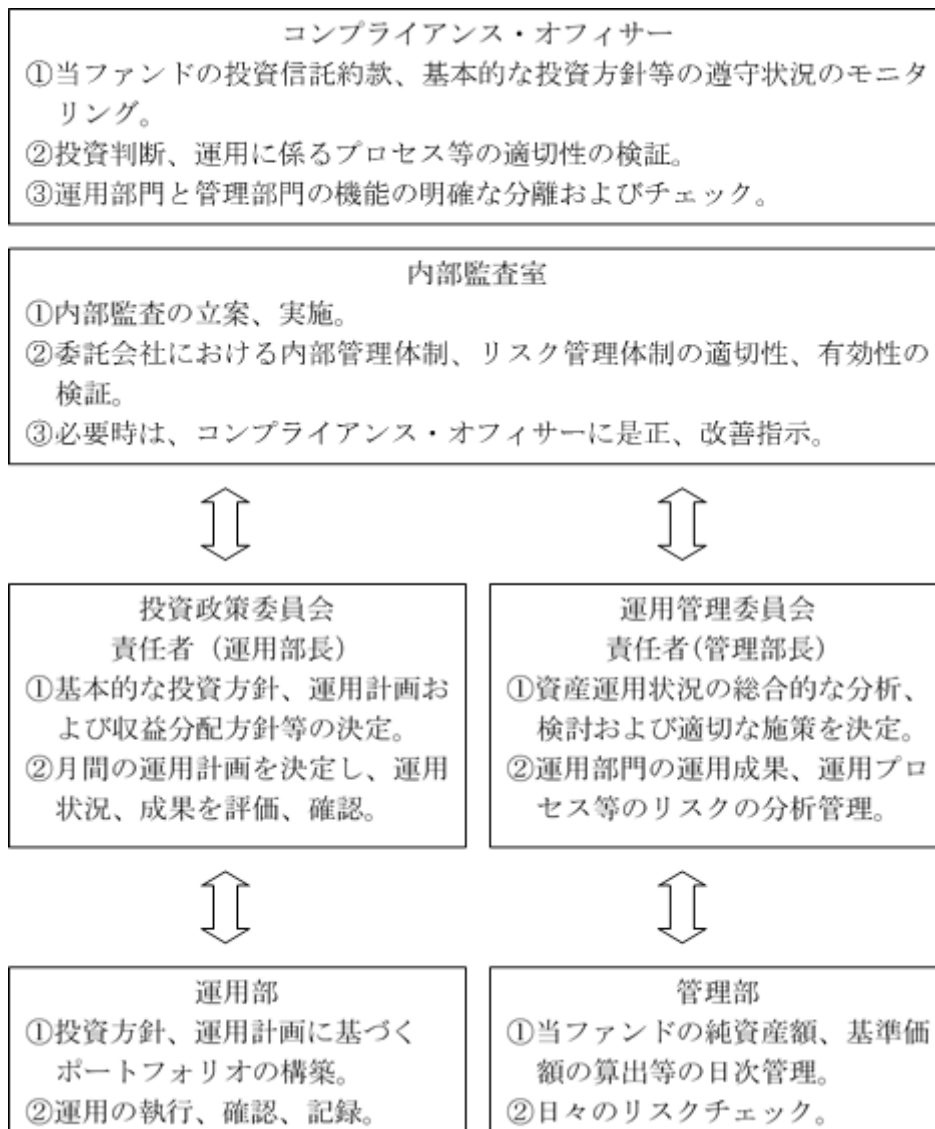 コンプライアンス・オフィサー
①当ファンドの投資信託約款、基本的な投資方針等の遵守状況のモニタ
リング。
②投資判断、運用に係るプロセス等の適切性の検証。
③運用部門と管理部門の機能の明確な分離およびチェック。
内部監査室
①内部監査の立案、実施。
②委託会社における内部管理体制、リスク管理体制の適切性、有効性の
検証。
③必要時は、コンプライアンス・オフィサーに是正、改善指示。
投資政策委員会
責任者（運用部長）
①基本的な投資方針、運用計画お
よび収益分配方針等の決定。
②月間の運用計画を決定し、運用
状況、成果を評価、確認。
運用管理委員会
責任者(管理部長)
①資産運用状況の総合的な分析、
検討および適切な施策を決定。
②運用部門の運用成果、運用プロ
セス等のリスクの分析管理。
運用部
①投資方針、運用計画に基づく
ポートフォリオの構築。
②運用の執行、確認、記録。
管理部
①当ファンドの純資産額、基準価
額の算出等の日次管理。
②日々のリスクチェック。